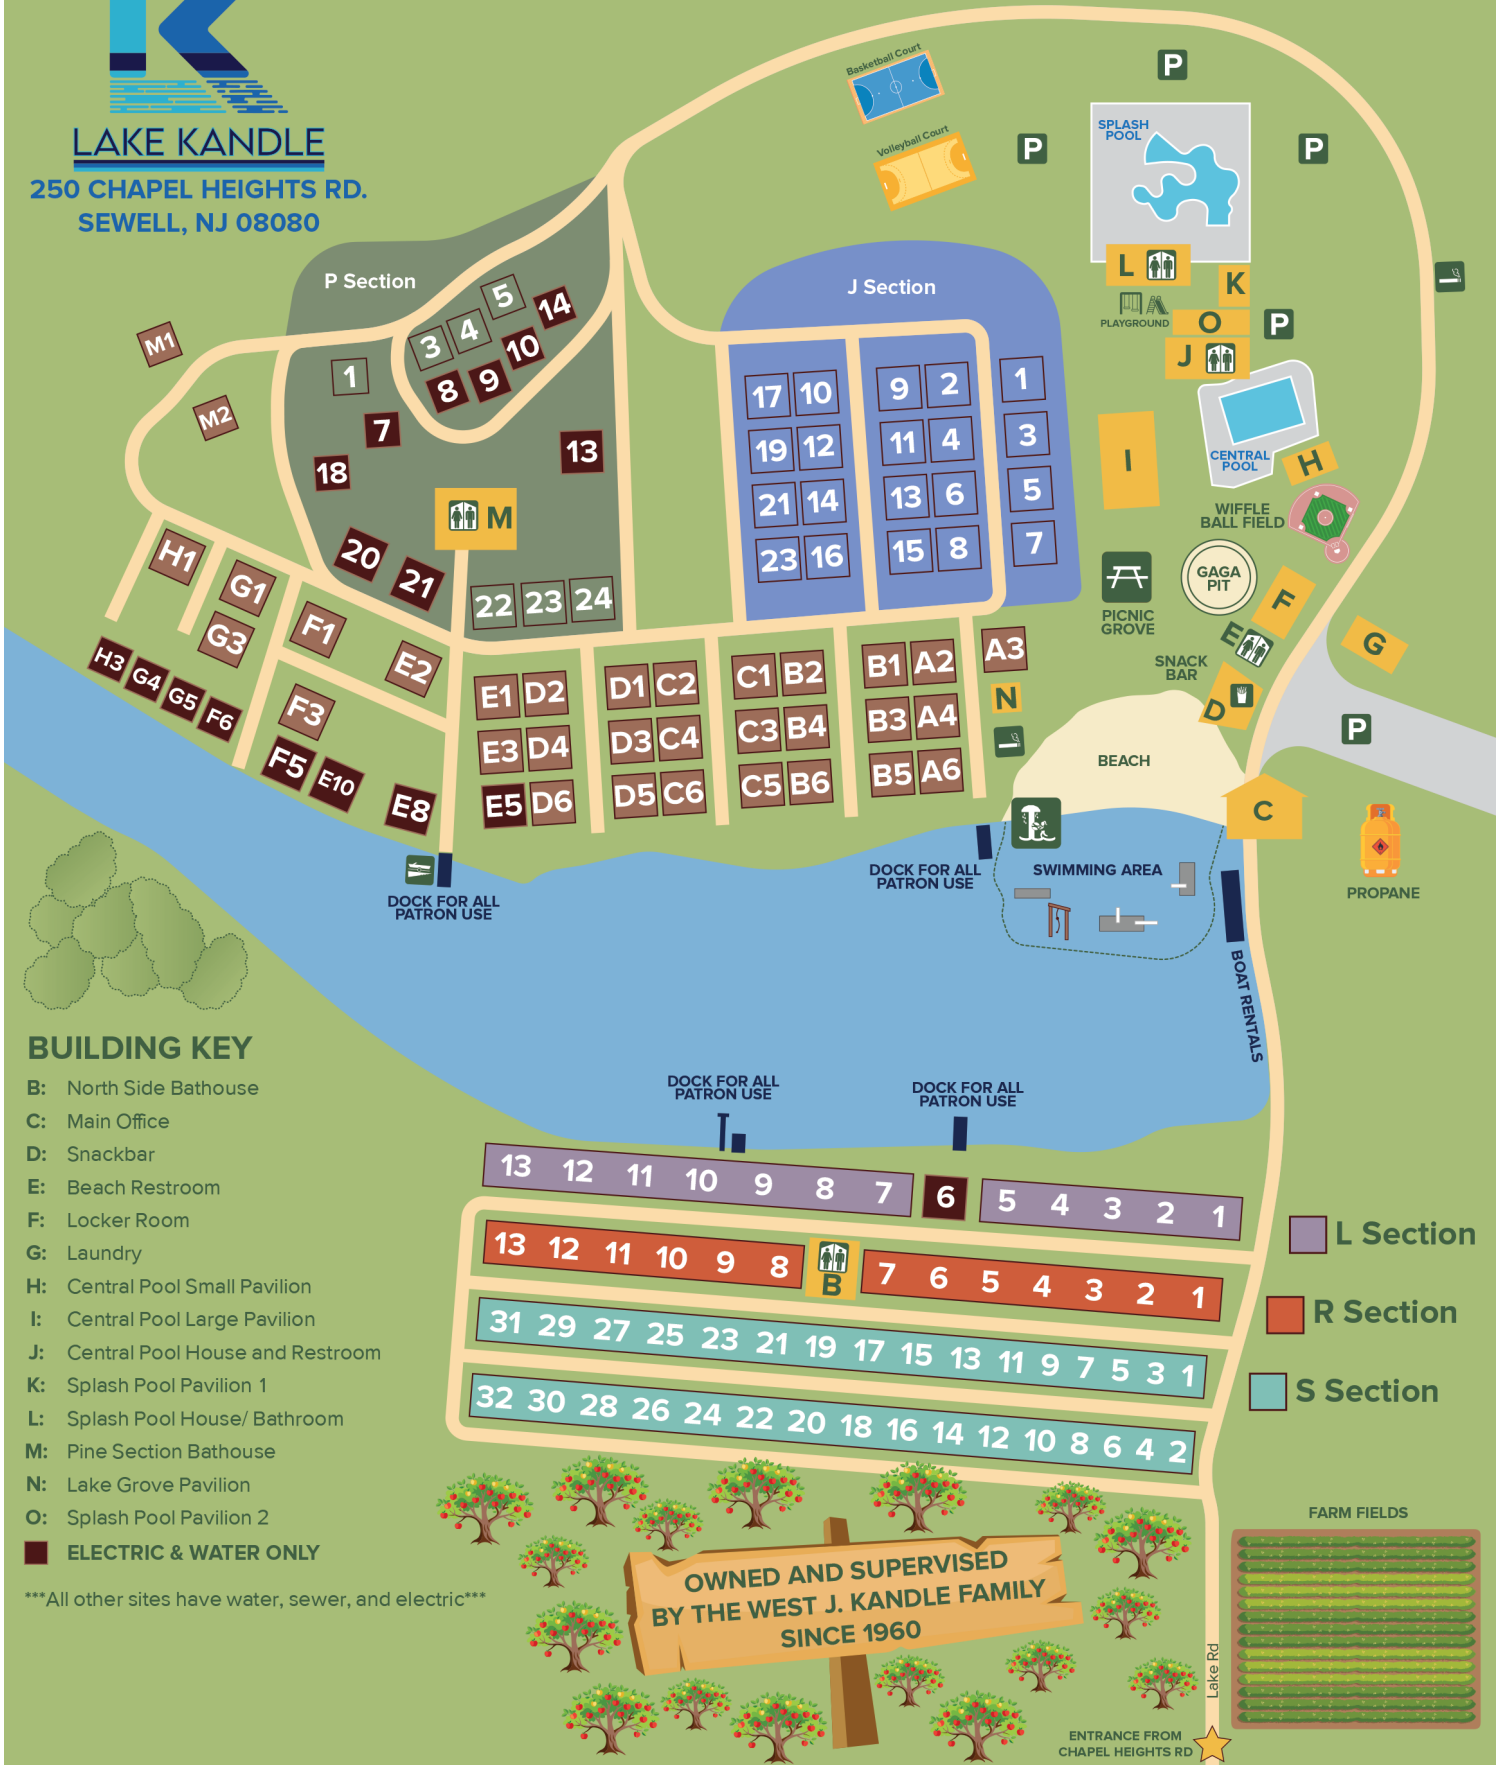 LAKE KANDLE
250 CHAPEL HEIGHTS RD.
SEWELL, NJ 08080
Basketball Court
Volleyball Court
P
P
P
SPLASH
POOL
L
K
PLAYGROUND
O
P
J
CENTRAL
POOL
H
I
WIFFLE
BALL FIELD
GAGA
PIT
PICNIC
GROVE
F
E
G
SNACK
BAR
D
P
BEACH
C
PROPANE
P Section
5
14
3
4
10
8
9
1
7
13
18
M
20
21
22
23
24
M1
M2
J Section
17
10
9
2
1
19
12
11
4
3
21
14
13
6
5
23
16
15
8
7
H1
G1
G3
F1
E2
H3
G4
G5
F6
F3
F5
E10
E8
E1
D2
D1
C2
C1
B2
B1
A2
A3
E3
D4
D3
C4
C3
B4
B3
A4
N
E5
D6
D5
C6
C5
B6
B5
A6
DOCK FOR ALL
PATRON USE
DOCK FOR ALL
PATRON USE
SWIMMING AREA
BOAT RENTALS
DOCK FOR ALL
PATRON USE
DOCK FOR ALL
PATRON USE
13 12 11 10 9 8 7 6 5 4 3 2 1
13 12 11 10 9 8 B 7 6 5 4 3 2 1
31 29 27 25 23 21 19 17 15 13 11 9 7 5 3 1
32 30 28 26 24 22 20 18 16 14 12 10 8 6 4 2
L Section
R Section
S Section
BUILDING KEY
B: North Side Bathouse
C: Main Office
D: Snackbar
E: Beach Restroom
F: Locker Room
G: Laundry
H: Central Pool Small Pavilion
I: Central Pool Large Pavilion
J: Central Pool House and Restroom
K: Splash Pool Pavilion 1
L: Splash Pool House/ Bathroom
M: Pine Section Bathouse
N: Lake Grove Pavilion
O: Splash Pool Pavilion 2
ELECTRIC & WATER ONLY
***All other sites have water, sewer, and electric***
OWNED AND SUPERVISED
BY THE WEST J. KANDLE FAMILY
SINCE 1960
FARM FIELDS
Lake Rd
ENTRANCE FROM
CHAPEL HEIGHTS RD